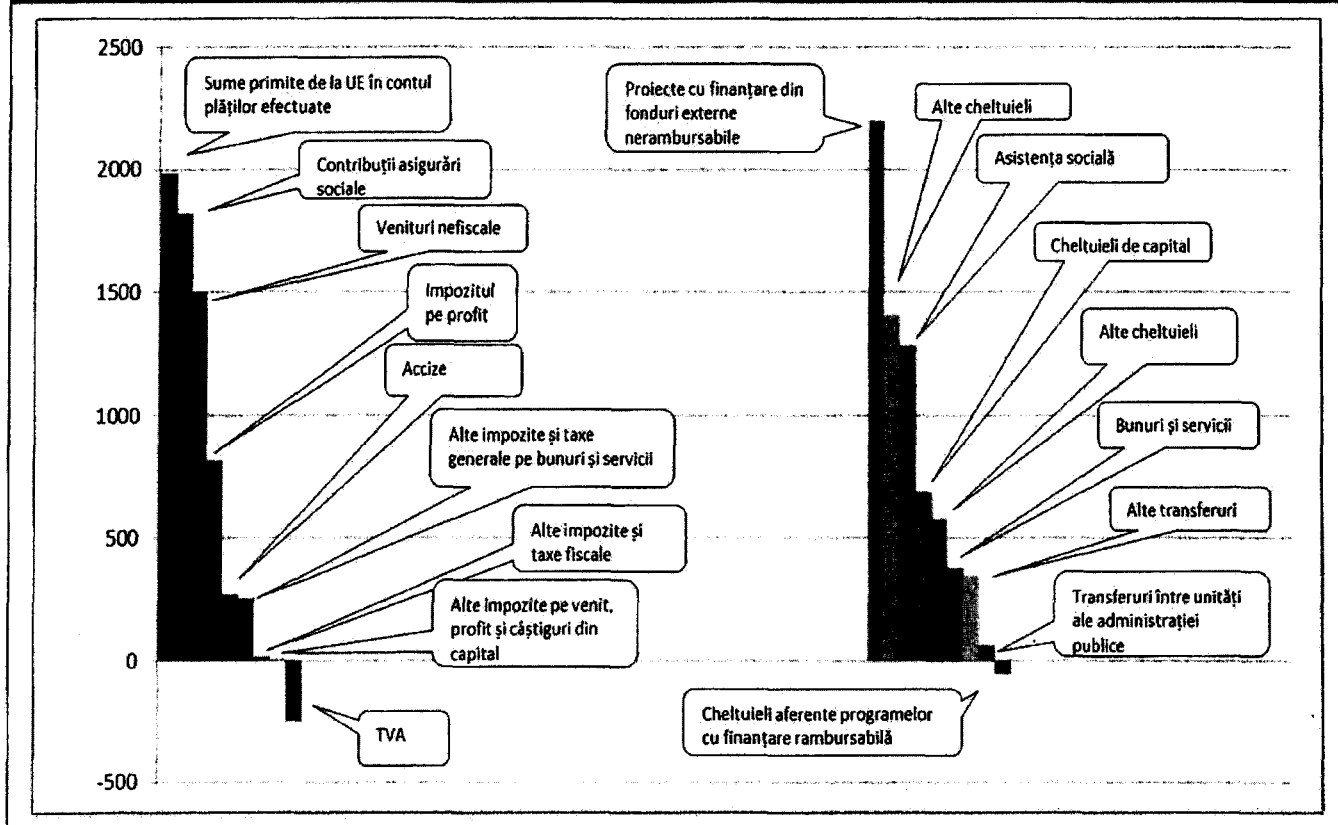 2500
2000
1500
1000
500
0
-500
Sume primite de la UE în contul
plăților efectuate
Contribuții asigurări
sociale
Venituri nefiscale
Impozitul
pe profit
Accize
Alte impozite și taxe
generale pe bunuri și servicii
Alte impozite și
taxe fiscale
Alte impozite pe venit,
profit și câștiguri din
capital
TVA
Proiecte cu finanțare din
fonduri externe
nerambursabile
Alte cheltuieli
Asistența socială
Cheltuieli de capital
Alte cheltuieli
Bunuri și servicii
Alte transferuri
Transferuri între unități
ale administrației
publice
Cheltuieli aferente programelor
cu finanțare rambursabilă